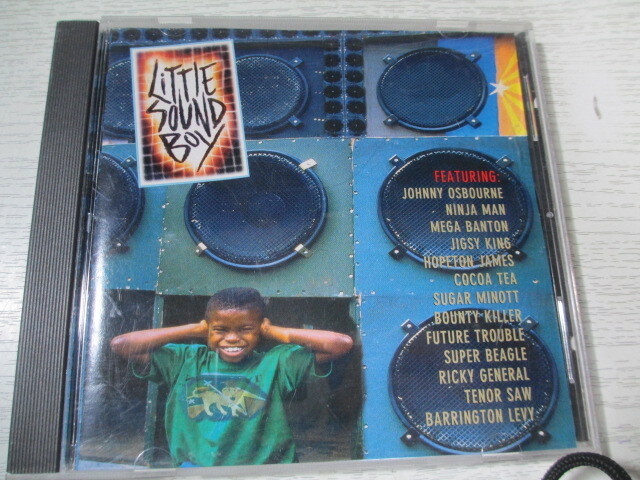 LITTLE
SOUND
BOY
FEATURING:
JOHNNY OSBOURNE
NINJA MAN
MEGA BANTON
JIGSY KING
HOPETON JAMES
COCOA TEA
SUGAR MINOTT
BOUNTY KILLER
FUTURE TROUBLE
SUPER BEAGLE
RICKY GENERAL
TENOR SAW
BARRINGTON LEVY